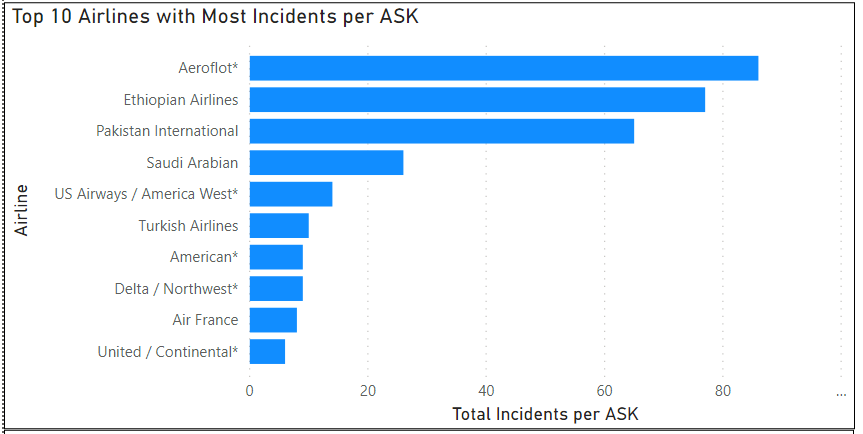 Top 10 Airlines with Most Incidents per ASK
Airline
Aeroflot*
Ethiopian Airlines
Pakistan International
Saudi Arabian
US Airways / America West*
Turkish Airlines
American*
Delta / Northwest*
Air France
United / Continental*
0 20 40 60 80 ...
Total Incidents per ASK